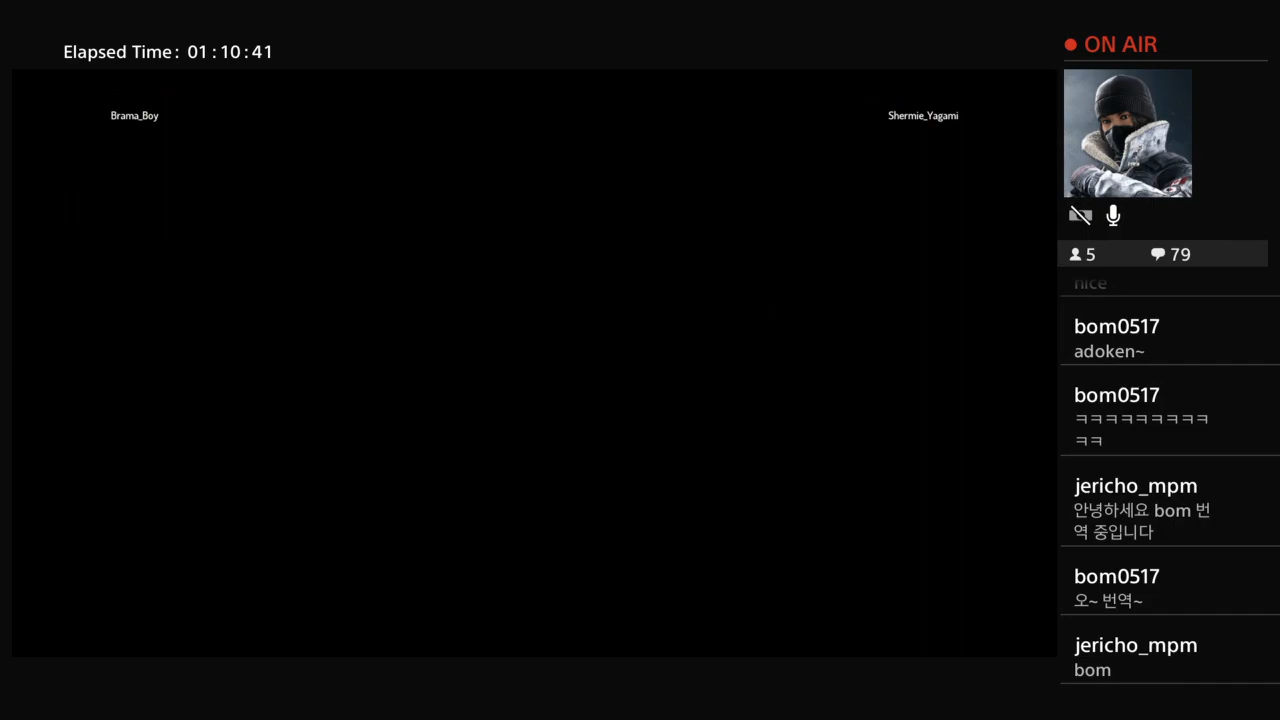 Elapsed Time: 01:10:41
ON AIR
Brama_Boy
Shermie_Yagami
5
79
nice
bom0517
adoken~
bom0517
ㅋㅋㅋㅋㅋㅋㅋㅋㅋ
ㅋㅋ
jericho_mpm
안녕하세요 bom 번
역 중입니다
bom0517
오~ 번역~
jericho_mpm
bom